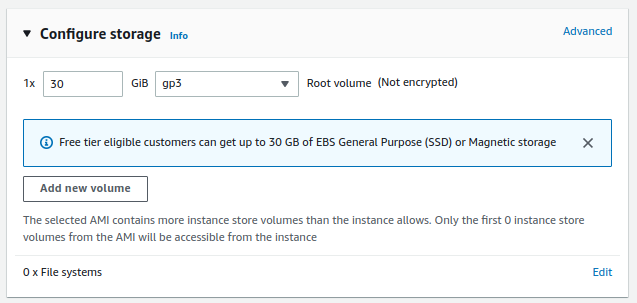 Configure storage Info Advanced
1x 30 GiB gp3 Root volume (Not encrypted)
Free tier eligible customers can get up to 30 GB of EBS General Purpose (SSD) or Magnetic storage
Add new volume
The selected AMI contains more instance store volumes than the instance allows. Only the first 0 instance store
volumes from the AMI will be accessible from the instance
0 x File systems Edit